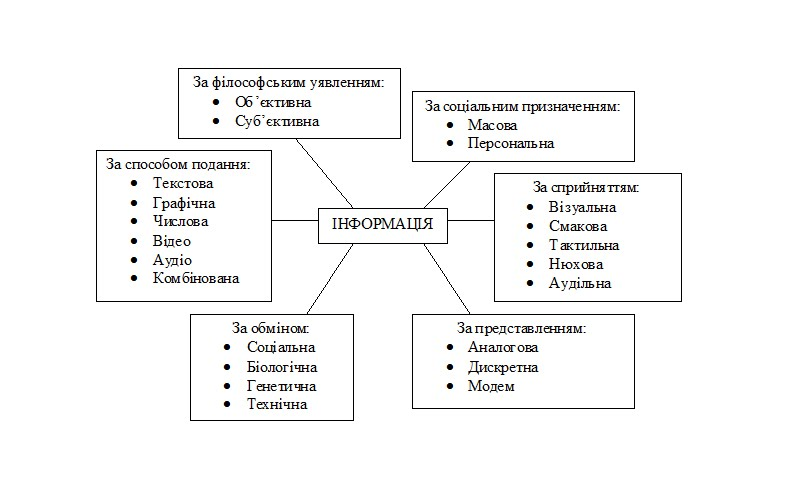 За філософським уявленням:
• Об’єктивна
• Суб’єктивна
За соціальним призначенням:
• Масова
• Персональна
За способом подання:
• Текстова
• Графічна
• Числова
• Відео
• Аудіо
• Комбінована
За сприйняттям:
• Візуальна
• Смакова
• Тактильна
• Нюхова
• Аудільна
ІНФОРМАЦІЯ
За обміном:
• Соціальна
• Біологічна
• Генетична
• Технічна
За представленням:
• Аналогова
• Дискретна
• Модем